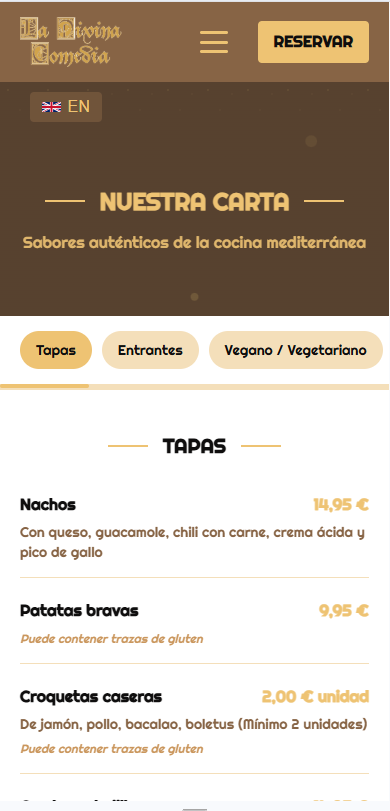 La Divina
Comedia
RESERVAR
EN
NUESTRA CARTA
Sabores auténticos de la cocina mediterránea
Tapas Entrantes Vegano / Vegetariano
TAPAS
Nachos 14,95 €
Con queso, guacamole, chili con carne, crema ácida y
pico de gallo
Patatas bravas 9,95 €
Puede contener trazas de gluten
Croquetas caseras 2,00 € unidad
De jamón, pollo, bacalao, boletus (Mínimo 2 unidades)
Puede contener trazas de gluten